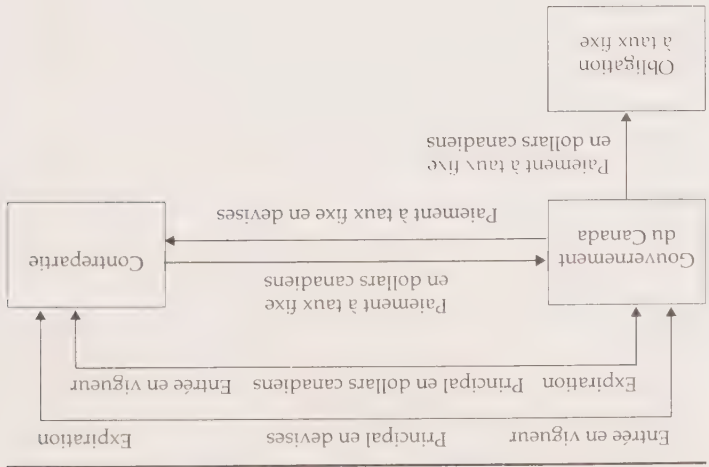 Entrée en vigueur Principal en devises Expiration
Expiration Principal en dollars canadiens Entrée en vigueur
Gouvernement
du Canada
Paiement à taux fixe
en dollars canadiens
Contrepartie
Paiement à taux fixe en devises
Paiement à taux fixe
en dollars canadiens
Obligation
à taux fixe